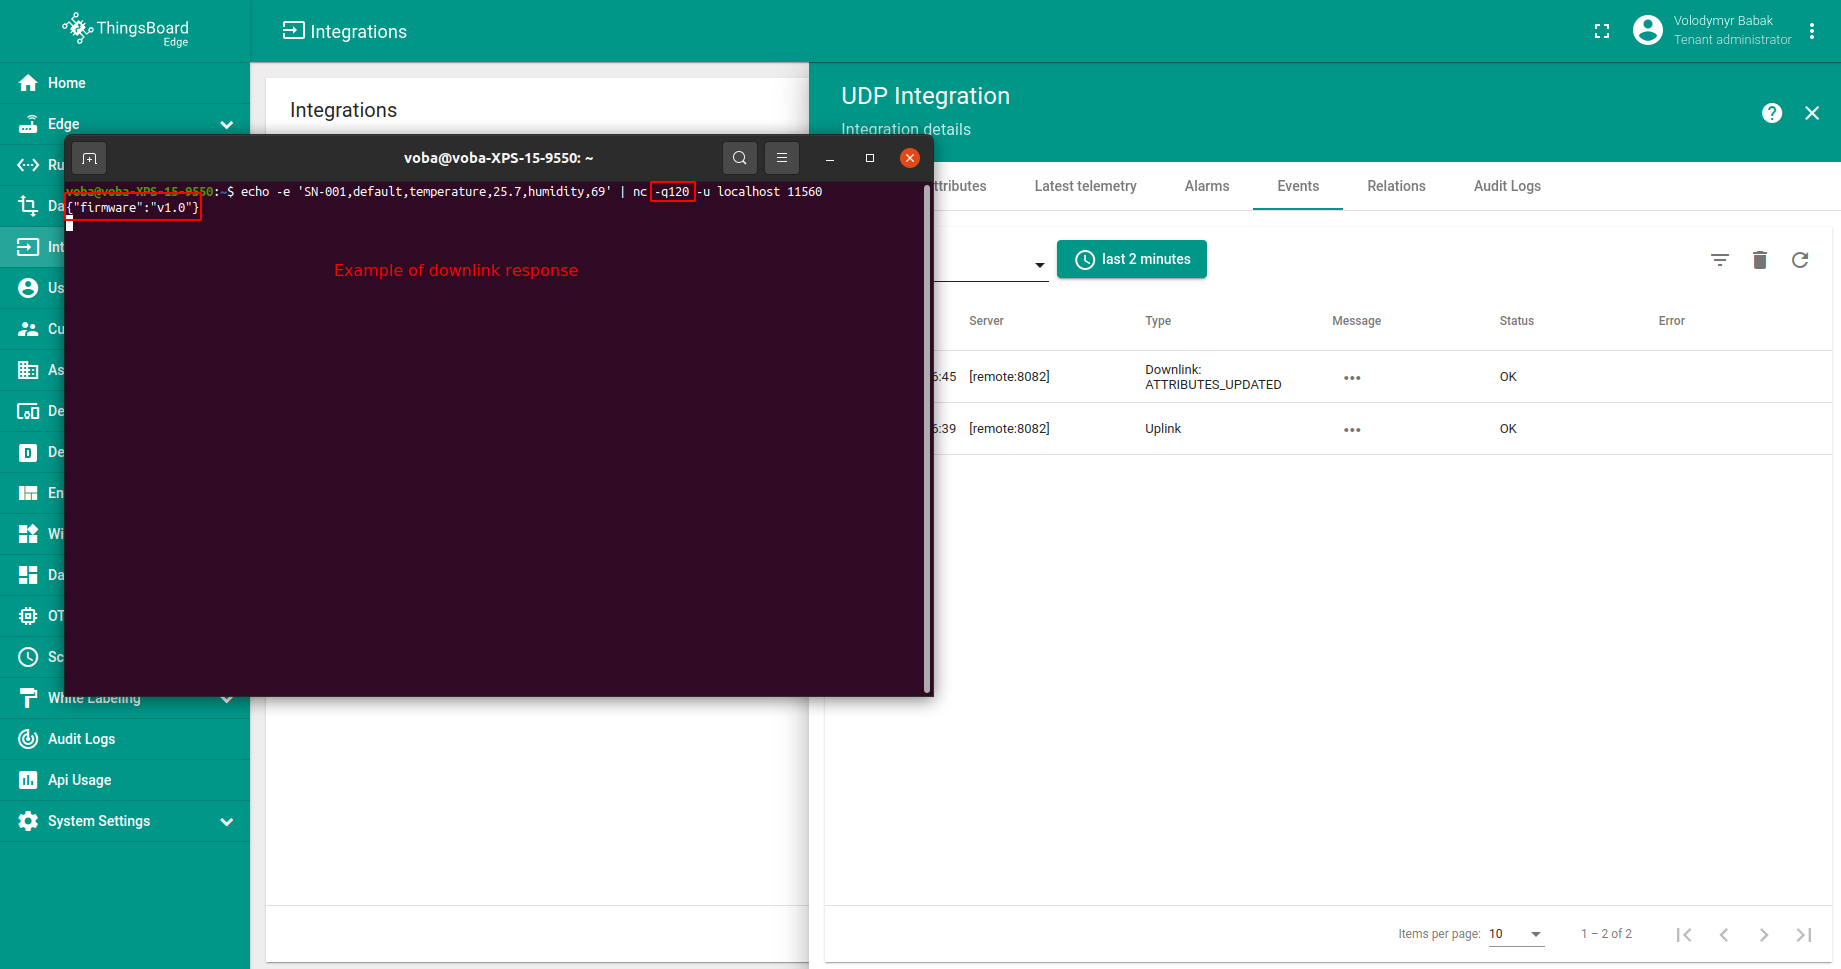 ThingsBoard
Edge
Integrations
Volodymyr Babak
Tenant administrator
Home
Edge
Ru
Da
Int
Us
Cu
As
De
De
En
Wi
Da
OT
Sc
White Labeling
Audit Logs
Api Usage
System Settings
Integrations
UDP Integration
Integration details
voba@voba-XPS-15-9550: ~
voba@voba-XPS-15-9550:~$ echo -e 'SN-001,default,temperature,25.7,humidity,69' | nc -q120 -u localhost 11560
{"firmware":"v1.0"}
Example of downlink response
ttributes Latest telemetry Alarms Events Relations Audit Logs
last 2 minutes
Server Type Message Status Error
6:45 [remote:8082] Downlink: ••• OK
ATTRIBUTES_UPDATED
6:39 [remote:8082] Uplink ••• OK
Items per page: 10 1 – 2 of 2